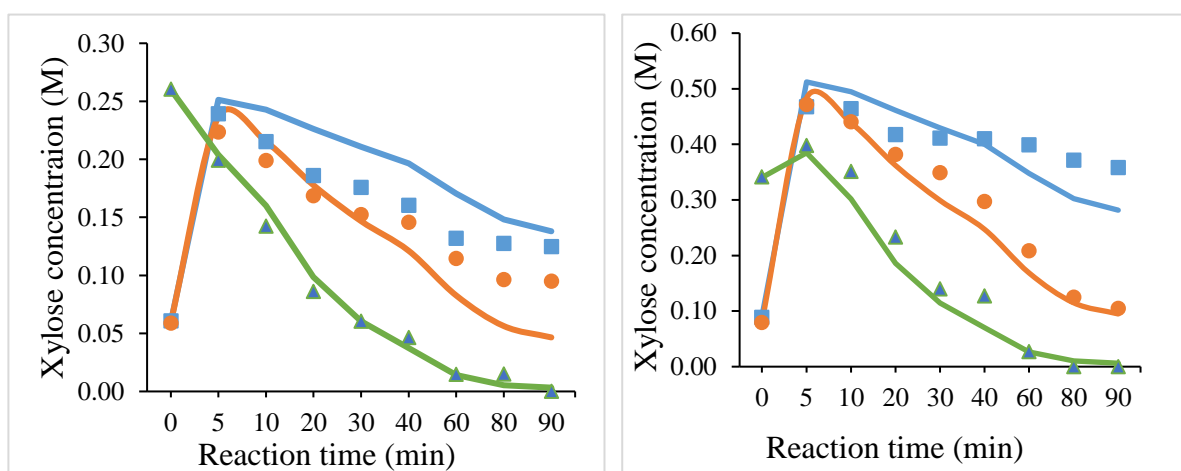 Xylose concentraion (M)
0.30
0.25
0.20
0.15
0.10
0.05
0.00
0 5 10 20 30 40 60 80 90
Reaction time (min)
Xylose concentration (M)
0.60
0.50
0.40
0.30
0.20
0.10
0.00
0 5 10 20 30 40 60 80 90
Reaction time (min)